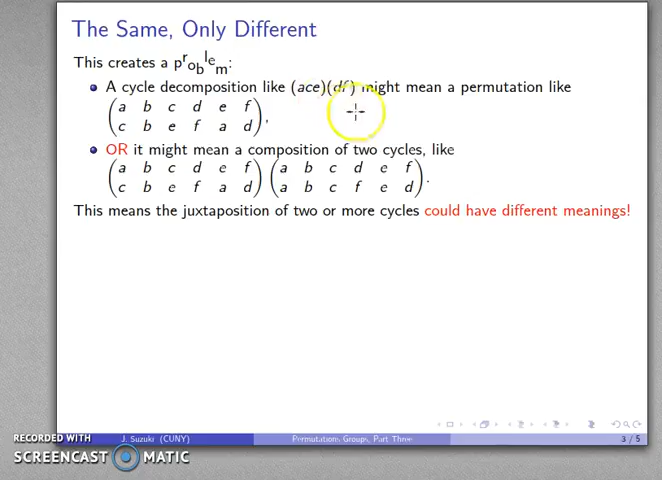 The Same, Only Different
This creates a problem:
• A cycle decomposition like (ace)(df) might mean a permutation like
(a b c d e f
c b e f a d),
• OR it might mean a composition of two cycles, like
(a b c d e f (a b c d e f
c b e f a d) a b c f e d).
This means the juxtaposition of two or more cycles could have different meanings!
RECORDED WITH
SCREENCAST MATIC
J. Suzuki (CUNY) Permutation Groups, Part Three 3 / 5